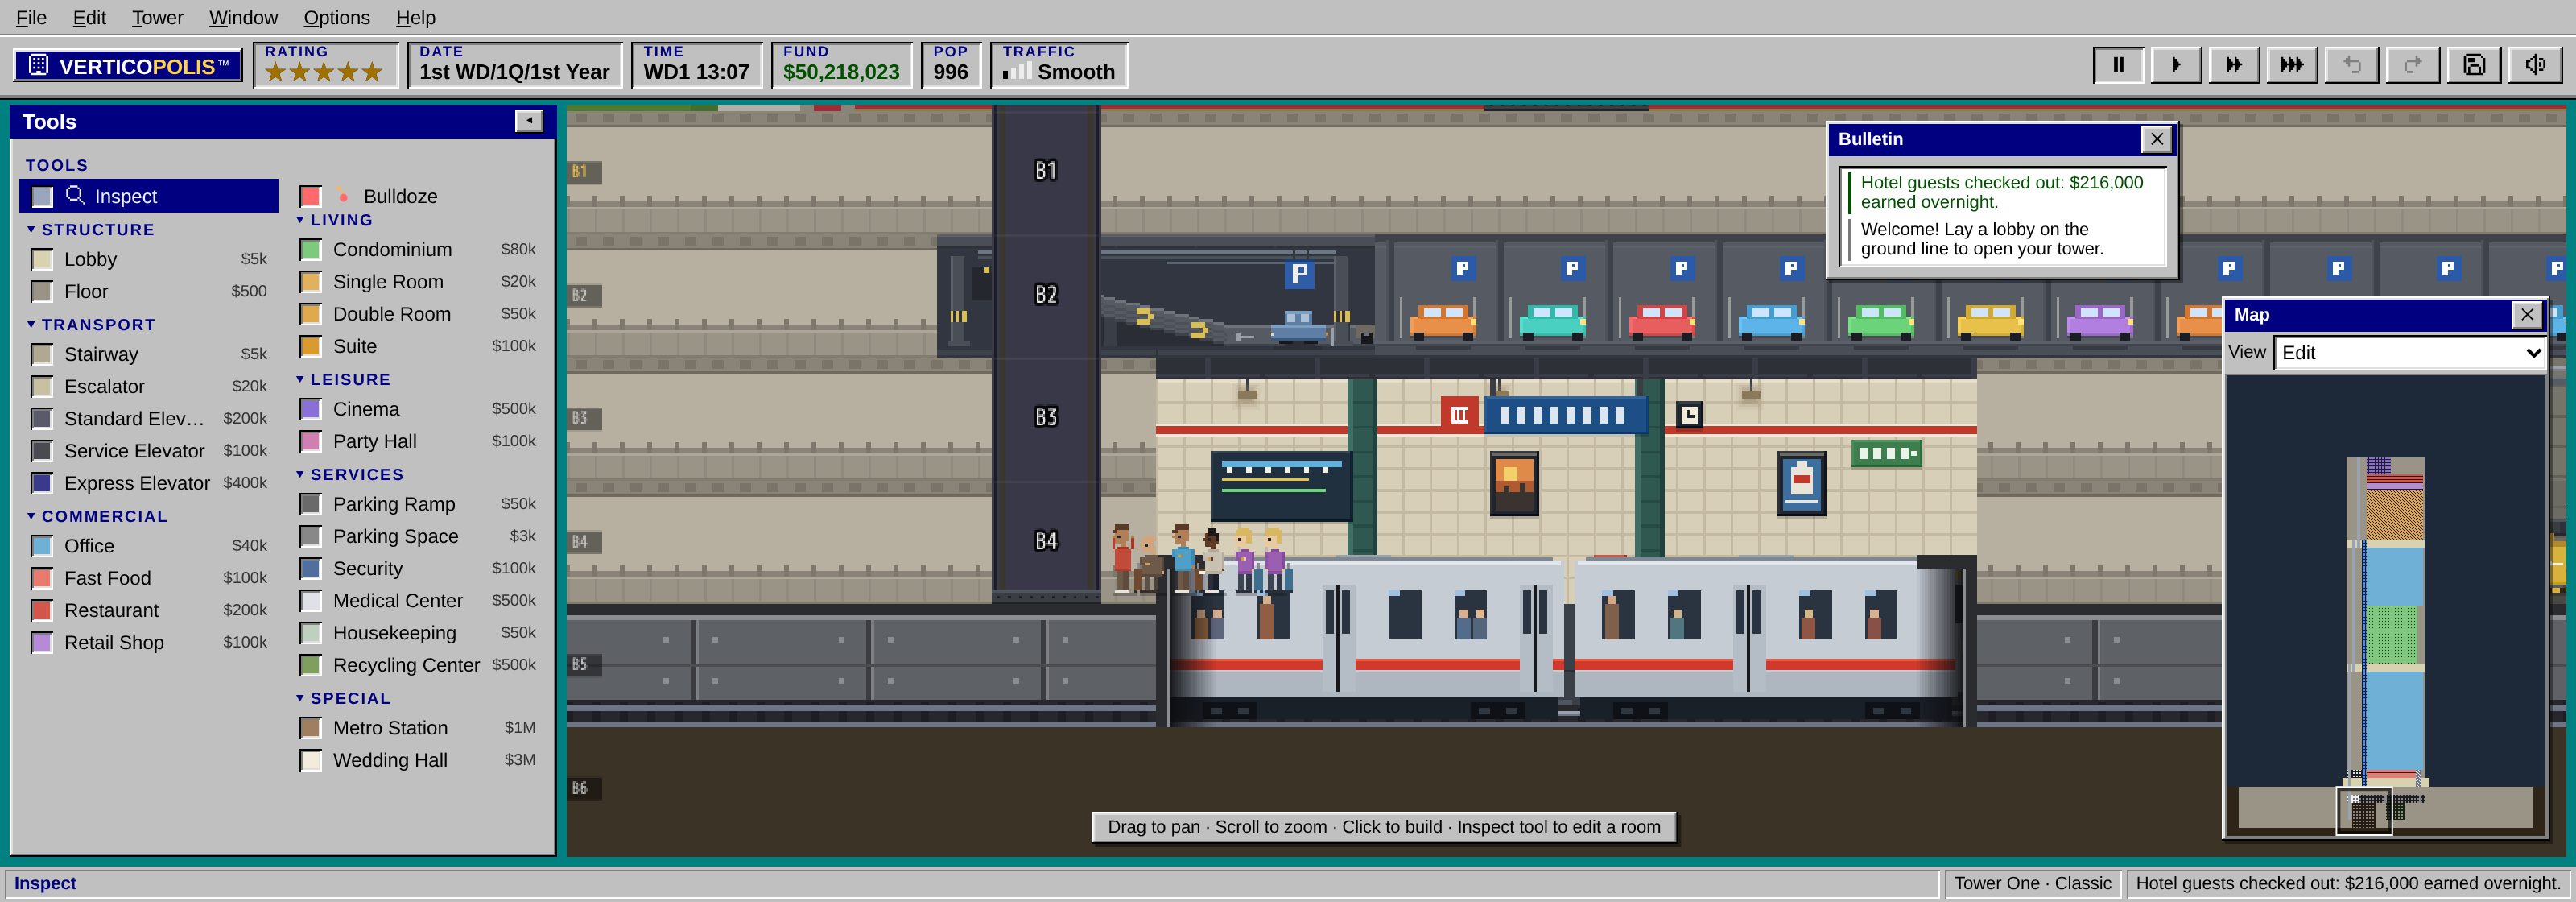 File Edit Tower Window Options Help
VERTICOPOLIS™
RATING
★★★★★
DATE
1st WD/1Q/1st Year
TIME
WD1 13:07
FUND
$50,218,023
POP
996
TRAFFIC
Smooth
Tools
TOOLS
Inspect
Bulldoze
STRUCTURE
Lobby $5k
Floor $500
TRANSPORT
Stairway $5k
Escalator $20k
Standard Elev… $200k
Service Elevator $100k
Express Elevator $400k
COMMERCIAL
Office $40k
Fast Food $100k
Restaurant $200k
Retail Shop $100k
LIVING
Condominium $80k
Single Room $20k
Double Room $50k
Suite $100k
LEISURE
Cinema $500k
Party Hall $100k
SERVICES
Parking Ramp $50k
Parking Space $3k
Security $100k
Medical Center $500k
Housekeeping $50k
Recycling Center $500k
SPECIAL
Metro Station $1M
Wedding Hall $3M
B1
B1
B2
B2
P
P P P P P P P P
B3
B3
B4
B4
B5
B6
Bulletin
Hotel guests checked out: $216,000
earned overnight.
Welcome! Lay a lobby on the
ground line to open your tower.
Map
View Edit
Drag to pan · Scroll to zoom · Click to build · Inspect tool to edit a room
Inspect
Tower One · Classic
Hotel guests checked out: $216,000 earned overnight.